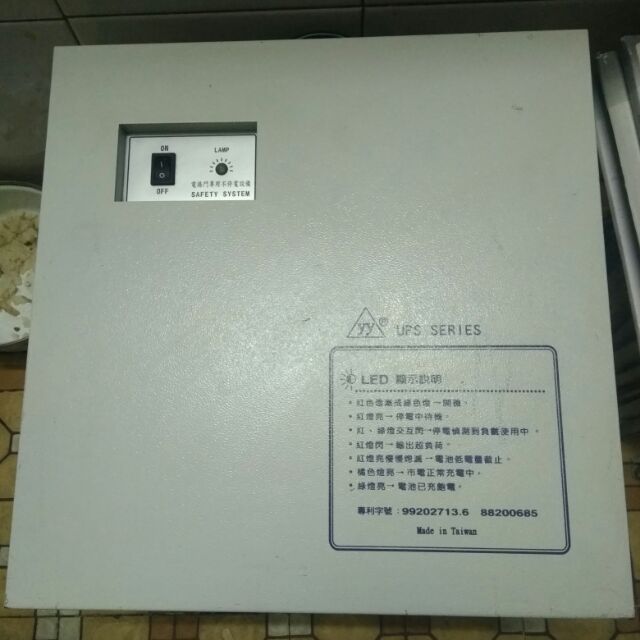 ON
LAMP
OFF
電捲門專用不停電設備
SAFETY SYSTEM
yy® UFS SERIES
LED 顯示說明
• 紅色燈漸成綠色燈→開機。
• 紅燈亮→停電中待機。
• 紅、綠燈交互閃→停電偵測到負載使用中。
• 紅燈閃→輸出超負荷。
• 紅燈亮慢慢熄滅→電池低電量截止。
• 橘色燈亮→市電正常充電中。
• 綠燈亮→電池已充飽電。
專利字號：99202713.6 88200685
Made in Taiwan